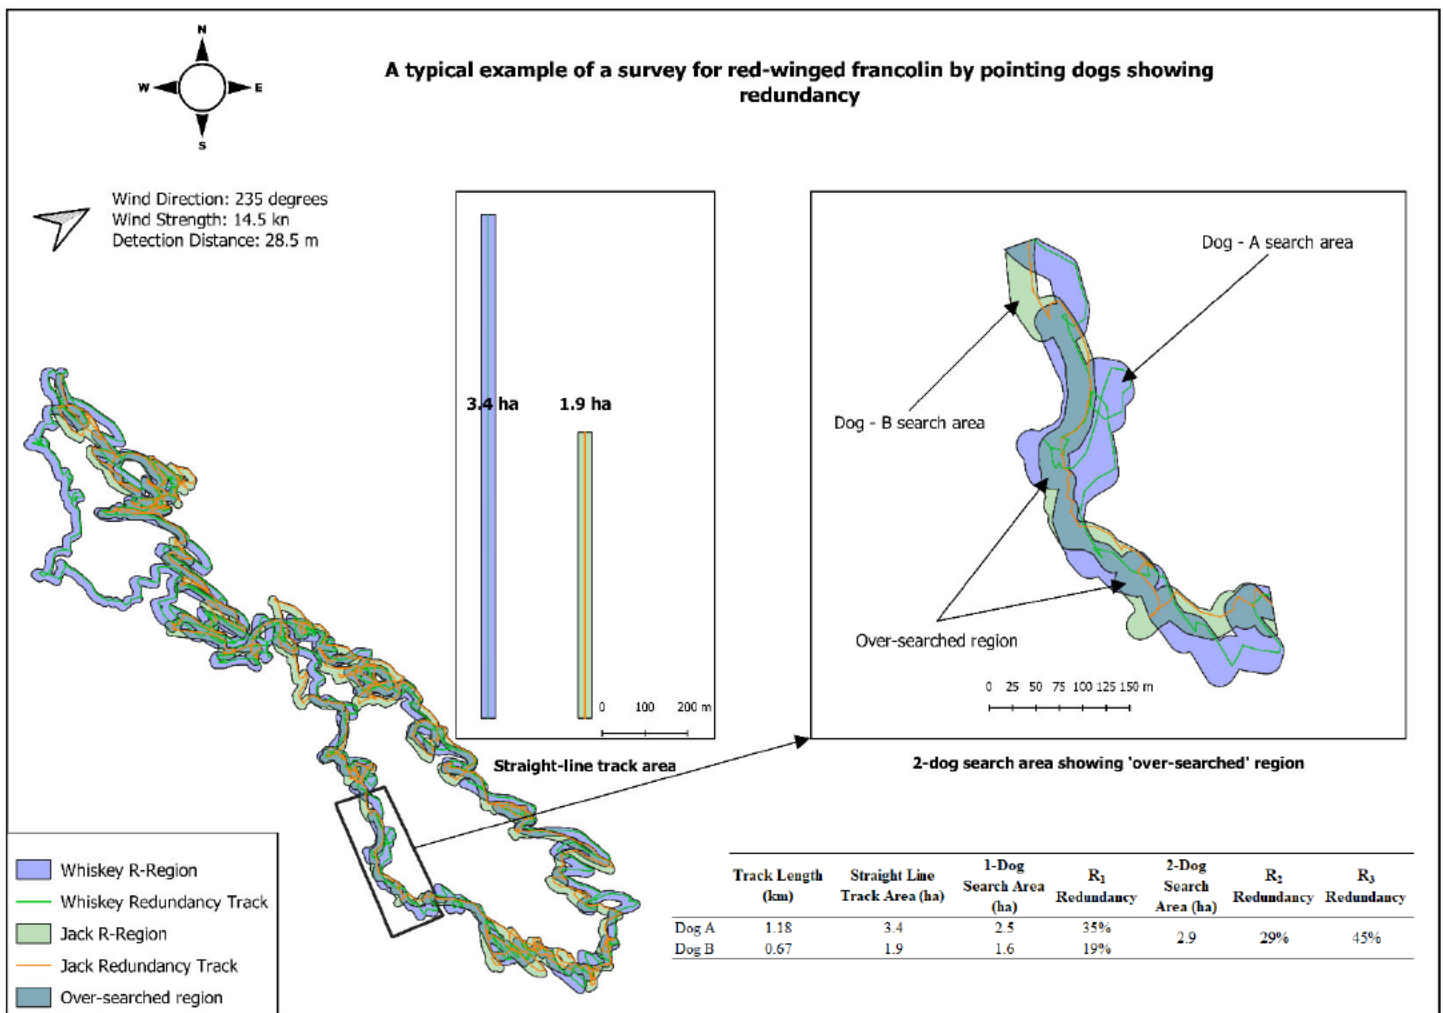 N
W
E
S
A typical example of a survey for red-winged francolin by pointing dogs showing
redundancy
Wind Direction: 235 degrees
Wind Strength: 14.5 kn
Detection Distance: 28.5 m
3.4 ha
1.9 ha
0 100 200 m
Straight-line track area
Dog - A search area
Dog - B search area
Over-searched region
0 25 50 75 100 125 150 m
2-dog search area showing 'over-searched' region
Whiskey R-Region
Whiskey Redundancy Track
Jack R-Region
Jack Redundancy Track
Over-searched region
Track Length (km) Straight Line Track Area (ha) 1-Dog Search Area (ha) R1 Redundancy 2-Dog Search Area (ha) R2 Redundancy R3 Redundancy
Dog A 1.18 3.4 2.5 35% 2.9 29% 45%
Dog B 0.67 1.9 1.6 19%